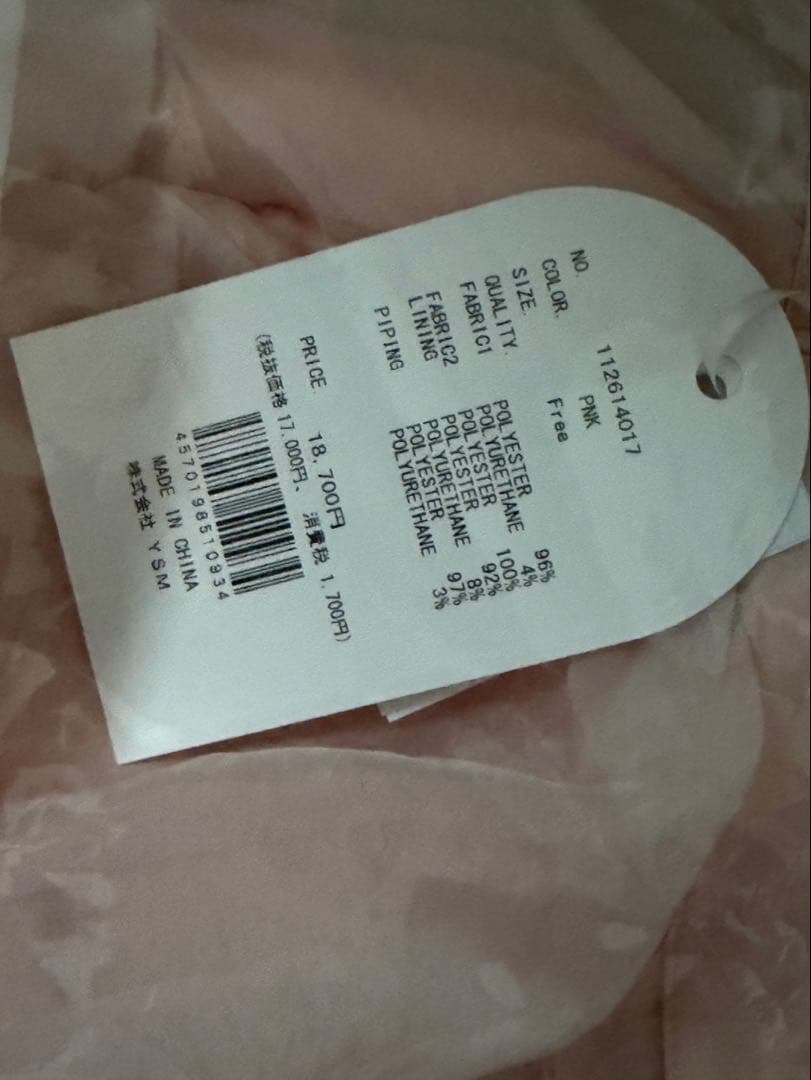 NO. 112614017
COLOR. PNK
SIZE. Free
QUALITY.
FABRIC1 POLYESTER 96%
POLYURETHANE 4%
FABRIC2 POLYESTER 100%
LINING POLYESTER 92%
POLYURETHANE 8%
PIPING POLYESTER 97%
POLYURETHANE 3%
PRICE 18,700円
(税抜価格 17,000円、 消費税 1,700円)
4570198510934
MADE IN CHINA
株式会社 YSM